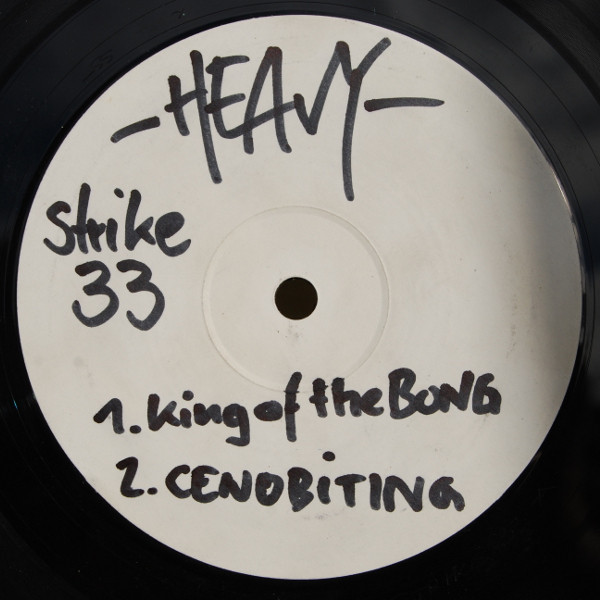 -HEAVY-
Strike
33
1. King of the BONG
2. CENOBiTING